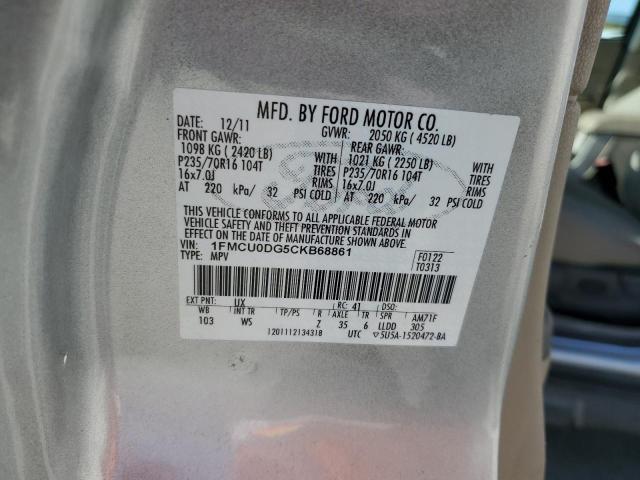 MFD. BY FORD MOTOR CO.
DATE: 12/11 GVWR: 2050 KG ( 4520 LB)
FRONT GAWR: REAR GAWR:
1098 KG ( 2420 LB) WITH 1021 KG ( 2250 LB) WITH
P235/70R16 104T TIRES P235/70R16 104T TIRES
16x7.0J RIMS 16x7.0J RIMS
AT 220 kPa/ 32 PSI COLD AT 220 kPa/ 32 PSI COLD
THIS VEHICLE CONFORMS TO ALL APPLICABLE FEDERAL MOTOR
VEHICLE SAFETY AND THEFT PREVENTION STANDARDS IN EFFECT
ON THE DATE OF MANUFACTURE SHOWN ABOVE.
VIN: 1FMCU0DG5CKB68861 F0122
TYPE: MPV T0313
EXT PNT: UX RC: 41 DSO:
WB INT TR TP/PS R AXLE TR SPR AM71F
103 WS Z 35 6 LLDD 305
1201112134318 UTC 5U5A-1520472-BA
Ford